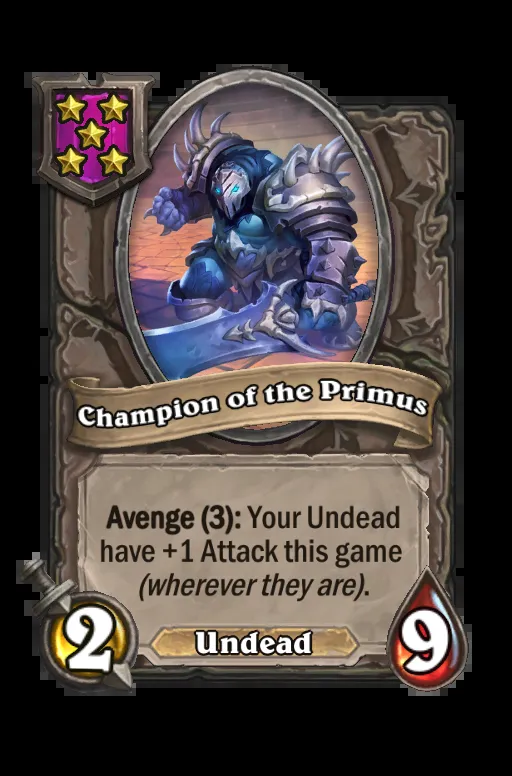 Champion of the Primus
Avenge (3): Your Undead
have +1 Attack this game
(wherever they are).
2
Undead
9